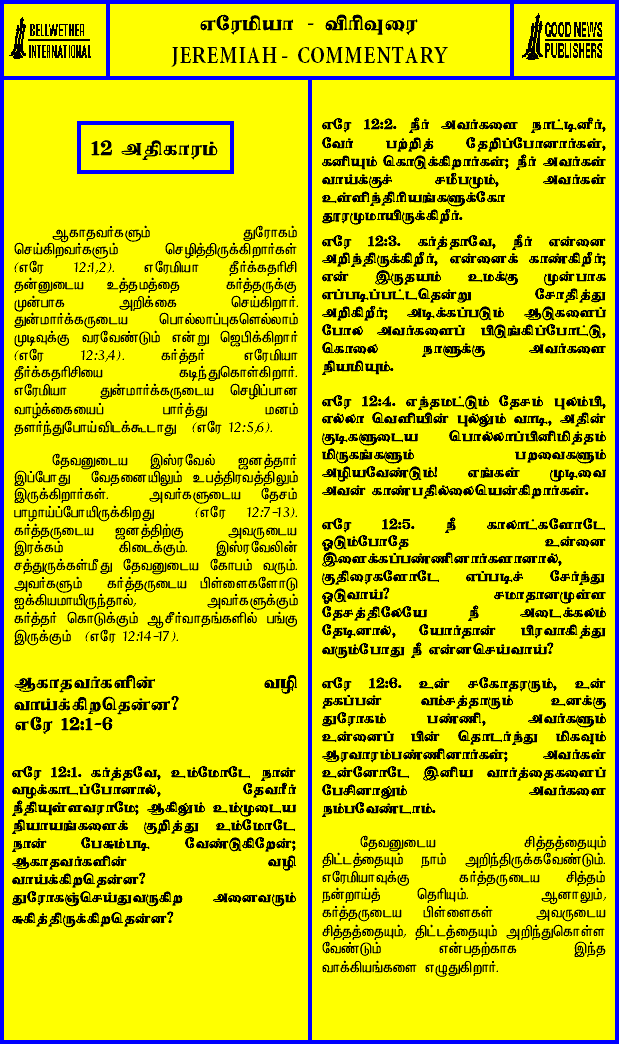 BELLWETHER
INTERNATIONAL
எரேமியா - விரிவுரை
JEREMIAH - COMMENTARY
GOOD NEWS
PUBLISHERS
12 அதிகாரம்
ஆகாதவர்களும் துரோகம்
செய்கிறவர்களும் செழித்திருக்கிறார்கள்
(எரே 12:1,2). எரேமியா தீர்க்கதரிசி
தன்னுடைய உத்தமத்தை கர்த்தருக்கு
முன்பாக அறிக்கை செய்கிறார்.
துன்மார்க்கருடைய பொல்லாப்புகளெல்லாம்
முடிவுக்கு வரவேண்டும் என்று ஜெபிக்கிறார்
(எரே 12:3,4). கர்த்தர் எரேமியா
தீர்க்கதரிசியை கடிந்துகொள்கிறார்.
எரேமியா துன்மார்க்கருடைய செழிப்பான
வாழ்க்கையைப் பார்த்து மனம்
தளர்ந்துபோய்விடக்கூடாது (எரே 12:5,6).
தேவனுடைய இஸ்ரவேல் ஜனத்தார்
இப்போது வேதனையிலும் உபத்திரவத்திலும்
இருக்கிறார்கள். அவர்களுடைய தேசம்
பாழாய்ப்போயிருக்கிறது (எரே 12:7-13).
கர்த்தருடைய ஜனத்திற்கு அவருடைய
இரக்கம் கிடைக்கும். இஸ்ரவேலின்
சத்துருக்கள்மீது தேவனுடைய கோபம் வரும்.
அவர்களும் கர்த்தருடைய பிள்ளைகளோடு
ஐக்கியமாயிருந்தால், அவர்களுக்கும்
கர்த்தர் கொடுக்கும் ஆசீர்வாதங்களில் பங்கு
இருக்கும் (எரே 12:14-17).
ஆகாதவர்களின் வழி
வாய்க்கிறதென்ன?
எரே 12:1-6
எரே 12:1. கர்த்தவே, உம்மோடே நான்
வழக்காடப்போனால், தேவரீர்
நீதியுள்ளவராமே; ஆகிலும் உம்முடைய
நியாயங்களைக் குறித்து உம்மோடே
நான் பேசும்படி வேண்டுகிறேன்;
ஆகாதவர்களின் வழி
வாய்க்கிறதென்ன?
துரோகஞ்செய்துவருகிற அனைவரும்
சுகித்திருக்கிறதென்ன?
எரே 12:2. நீர் அவர்களை நாட்டினீர்,
வேர் பற்றித் தேறிப்போனார்கள்,
கனியும் கொடுக்கிறார்கள்; நீர் அவர்கள்
வாய்க்குச் சமீபமும், அவர்கள்
உள்ளிந்திரியங்களுக்கோ
தூரமுமாயிருக்கிறீர்.
எரே 12:3. கர்த்தாவே, நீர் என்னை
அறிந்திருக்கிறீர், என்னைக் காண்கிறீர்;
என் இருதயம் உமக்கு முன்பாக
எப்படிப்பட்டதென்று சோதித்து
அறிகிறீர்; அடிக்கப்படும் ஆடுகளைப்
போல அவர்களைப் பிடுங்கிப்போட்டு,
கொலை நாளுக்கு அவர்களை
நியமியும்.
எரே 12:4. எந்தமட்டும் தேசம் புலம்பி,
எல்லா வெளியின் புல்லும் வாடி, அதின்
குடிகளுடைய பொல்லாப்பினிமித்தம்
மிருகங்களும் பறவைகளும்
அழியவேண்டும்! எங்கள் முடிவை
அவன் காண்பதில்லையென்கிறார்கள்.
எரே 12:5. நீ காலாட்களோடே
ஓடும்போதே உன்னை
இளைக்கப்பண்ணினார்களானால்,
குதிரைகளோடே எப்படிச் சேர்ந்து
ஓடுவாய்? சமாதானமுள்ள
தேசத்திலேயே நீ அடைக்கலம்
தேடினால், யோர்தான் பிரவாகித்து
வரும்போது நீ என்னசெய்வாய்?
எரே 12:6. உன் சகோதரரும், உன்
தகப்பன் வம்சத்தாரும் உனக்கு
துரோகம் பண்ணி, அவர்களும்
உன்னைப் பின் தொடர்ந்து மிகவும்
ஆரவாரம்பண்ணினார்கள்; அவர்கள்
உன்னோடே இனிய வார்த்தைகளைப்
பேசினாலும் அவர்களை
நம்பவேண்டாம்.
தேவனுடைய சித்தத்தையும்
திட்டத்தையும் நாம் அறிந்திருக்கவேண்டும்.
எரேமியாவுக்கு கர்த்தருடைய சித்தம்
நன்றாய்த் தெரியும். ஆனாலும்,
கர்த்தருடைய பிள்ளைகள் அவருடைய
சித்தத்தையும், திட்டத்தையும் அறிந்துகொள்ள
வேண்டும் என்பதற்காக இந்த
வாக்கியங்களை எழுதுகிறார்.